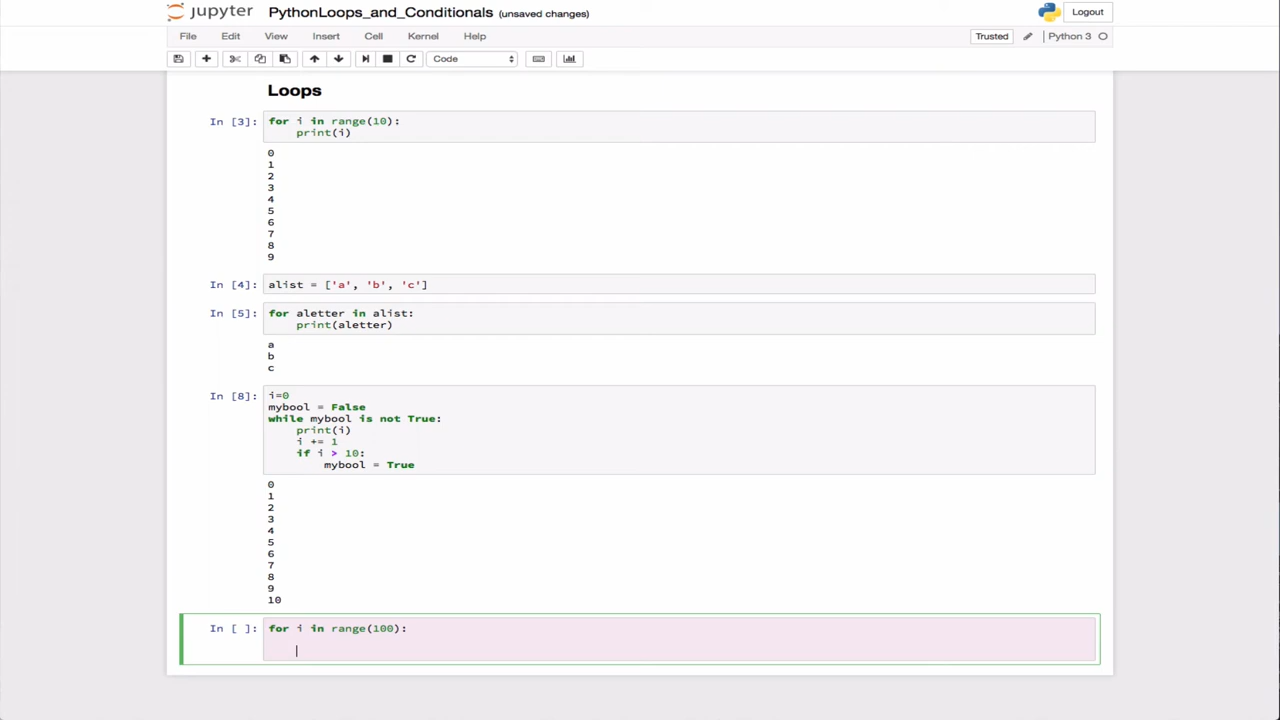 jupyter PythonLoops_and_Conditionals (unsaved changes) Logout
File Edit View Insert Cell Kernel Help Trusted Python 3
Code
Loops
In [3]: for i in range(10):
print(i)
0
1
2
3
4
5
6
7
8
9
In [4]: alist = ['a', 'b', 'c']
In [5]: for aletter in alist:
print(aletter)
a
b
c
In [8]: i=0
mybool = False
while mybool is not True:
print(i)
i += 1
if i > 10:
mybool = True
0
1
2
3
4
5
6
7
8
9
10
In [ ]: for i in range(100):